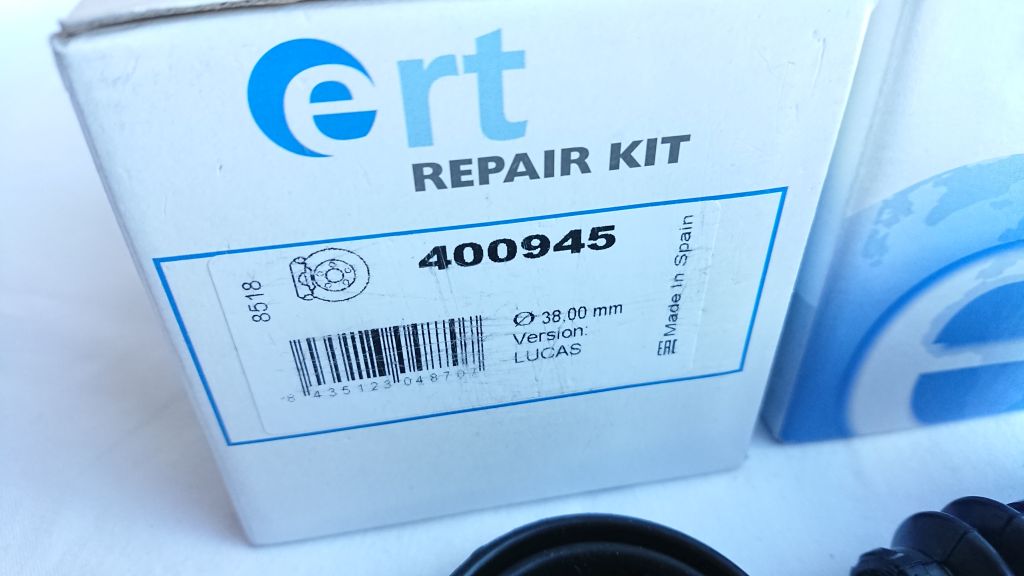 ert
REPAIR KIT
8518
400945
Ø 38,00 mm
Version:
LUCAS
Made In Spain
EAC
8 435123 048707